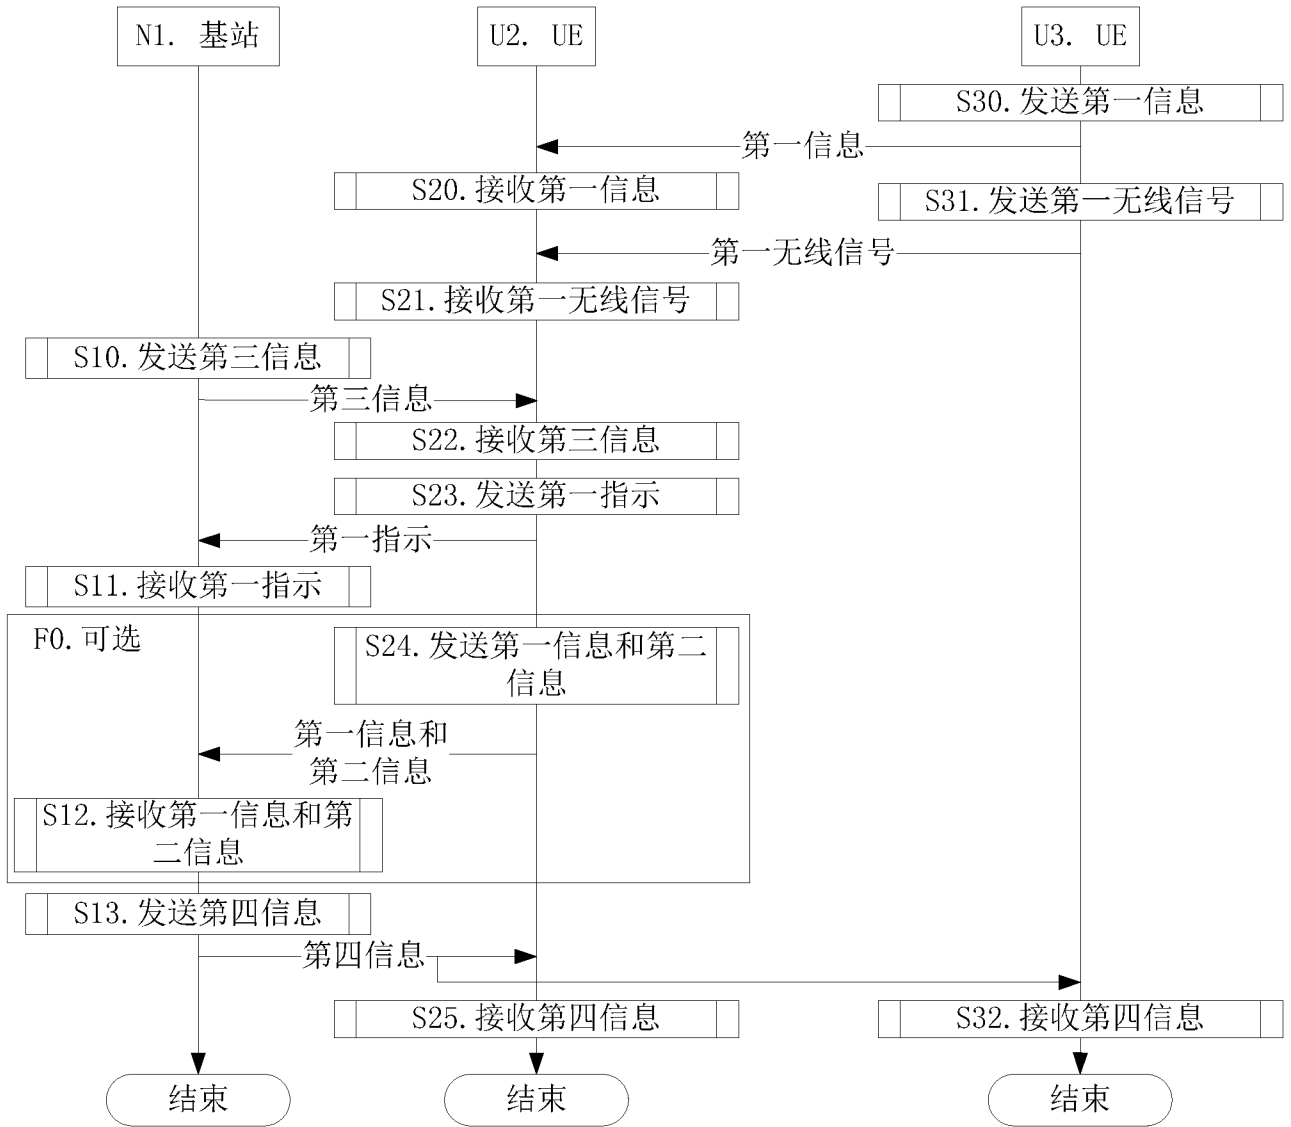 N1. 基站
U2. UE
U3. UE
S30.发送第一信息
第一信息
S20.接收第一信息
S31.发送第一无线信号
第一无线信号
S21.接收第一无线信号
S10.发送第三信息
第三信息
S22.接收第三信息
S23.发送第一指示
第一指示
S11.接收第一指示
F0.可选
S24.发送第一信息和第二
信息
第一信息和
第二信息
S12.接收第一信息和第
二信息
S13.发送第四信息
第四信息
S25.接收第四信息
S32.接收第四信息
结束
结束
结束